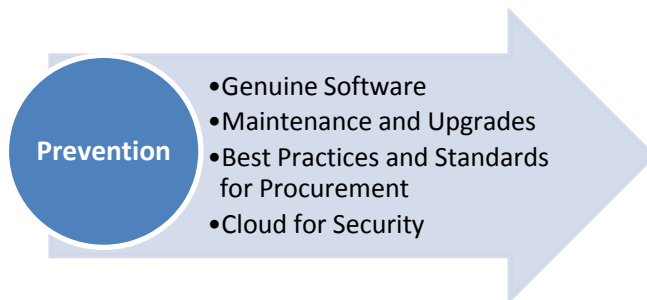 Prevention
•Genuine Software
•Maintenance and Upgrades
•Best Practices and Standards
for Procurement
•Cloud for Security